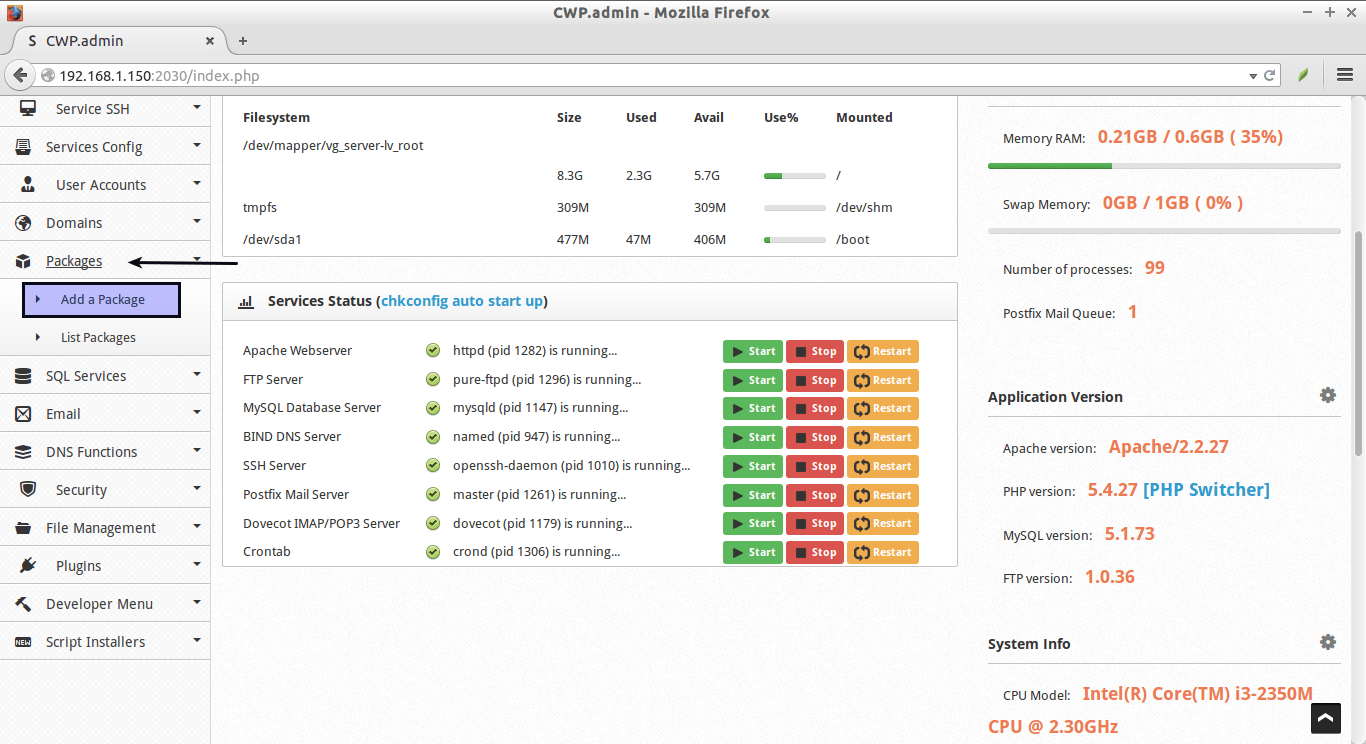 CWP.admin - Mozilla Firefox
S CWP.admin
192.168.1.150:2030/index.php
Service SSH
Services Config
User Accounts
Domains
Packages
Add a Package
List Packages
SQL Services
Email
DNS Functions
Security
File Management
Plugins
Developer Menu
NEW Script Installers
Filesystem Size Used Avail Use% Mounted
/dev/mapper/vg_server-lv_root
8.3G 2.3G 5.7G /
tmpfs 309M 309M /dev/shm
/dev/sda1 477M 47M 406M /boot
Services Status (chkconfig auto start up)
Apache Webserver httpd (pid 1282) is running... Start Stop Restart
FTP Server pure-ftpd (pid 1296) is running... Start Stop Restart
MySQL Database Server mysqld (pid 1147) is running... Start Stop Restart
BIND DNS Server named (pid 947) is running... Start Stop Restart
SSH Server openssh-daemon (pid 1010) is running... Start Stop Restart
Postfix Mail Server master (pid 1261) is running... Start Stop Restart
Dovecot IMAP/POP3 Server dovecot (pid 1179) is running... Start Stop Restart
Crontab crond (pid 1306) is running... Start Stop Restart
Memory RAM: 0.21GB / 0.6GB ( 35%)
Swap Memory: 0GB / 1GB ( 0% )
Number of processes: 99
Postfix Mail Queue: 1
Application Version
Apache version: Apache/2.2.27
PHP version: 5.4.27 [PHP Switcher]
MySQL version: 5.1.73
FTP version: 1.0.36
System Info
CPU Model: Intel(R) Core(TM) i3-2350M
CPU @ 2.30GHz